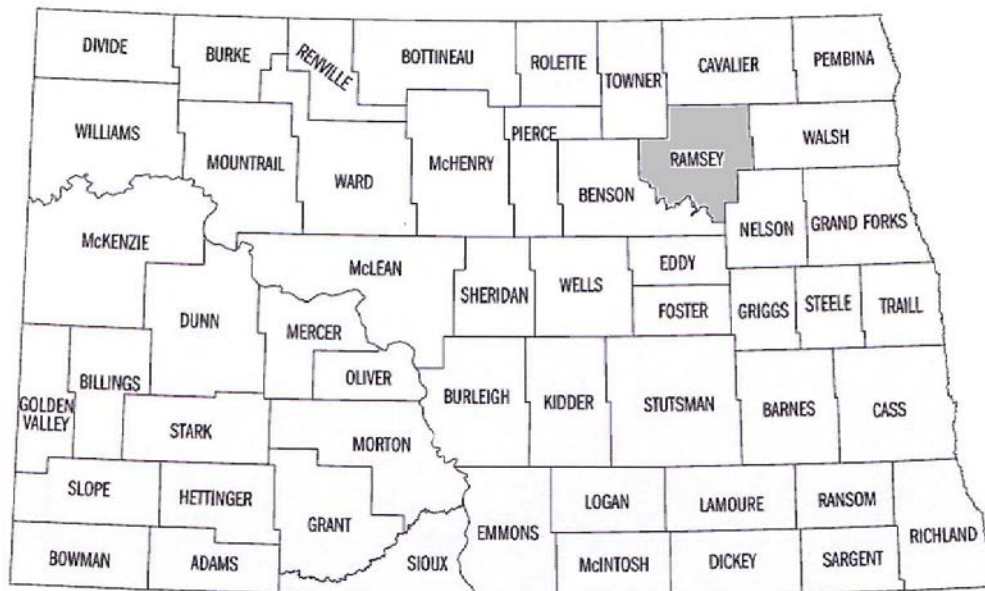 DIVIDE
BURKE
RENVILLE
BOTTINEAU
ROLETTE
TOWNER
CAVALIER
PEMBINA
WILLIAMS
MOUNTRAIL
WARD
McHENRY
PIERCE
BENSON
RAMSEY
WALSH
McKENZIE
McLEAN
SHERIDAN
WELLS
EDDY
FOSTER
NELSON
GRAND FORKS
DUNN
MERCER
OLIVER
GRIGGS
STEELE
TRAILL
GOLDEN
VALLEY
BILLINGS
STARK
MORTON
BURLEIGH
KIDDER
STUTSMAN
BARNES
CASS
SLOPE
HETTINGER
GRANT
EMMONS
LOGAN
LAMOURE
RANSOM
RICHLAND
BOWMAN
ADAMS
SIOUX
McINTOSH
DICKEY
SARGENT